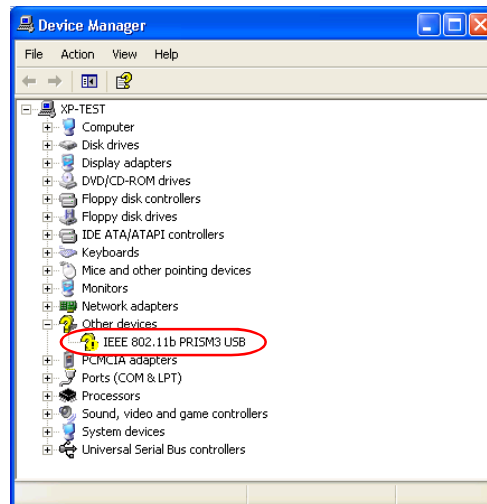 Device Manager
File Action View Help
XP-TEST
Computer
Disk drives
Display adapters
DVD/CD-ROM drives
Floppy disk controllers
Floppy disk drives
IDE ATA/ATAPI controllers
Keyboards
Mice and other pointing devices
Monitors
Network adapters
Other devices
IEEE 802.11b PRISM3 USB
PCMCIA adapters
Ports (COM & LPT)
Processors
Sound, video and game controllers
System devices
Universal Serial Bus controllers